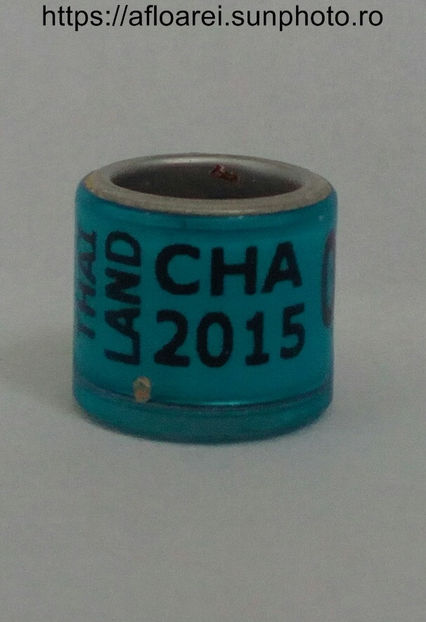 https://afloarei.sunphoto.ro
THAI
LAND
CHA
2015